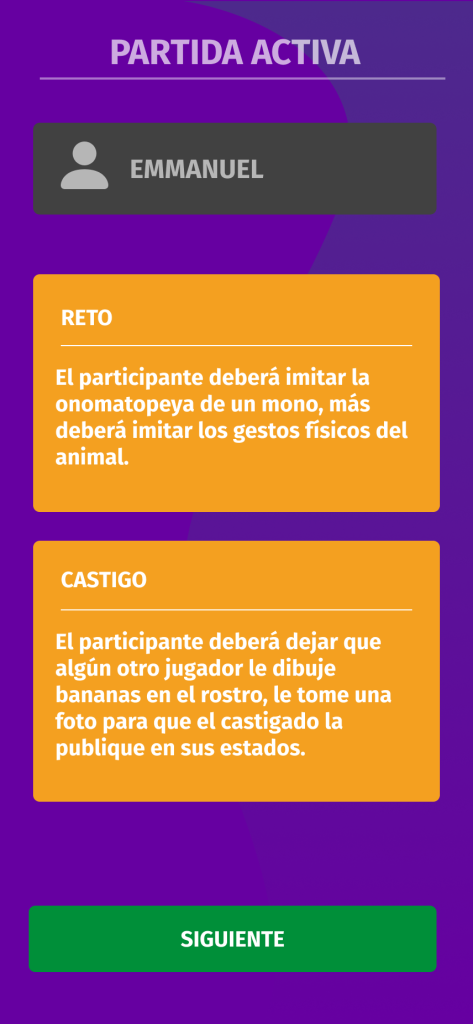 PARTIDA ACTIVA
EMMANUEL
RETO
El participante deberá imitar la
onomatopeya de un mono, más
deberá imitar los gestos físicos del
animal.
CASTIGO
El participante deberá dejar que
algún otro jugador le dibuje
bananas en el rostro, le tome una
foto para que el castigado la
publique en sus estados.
SIGUIENTE